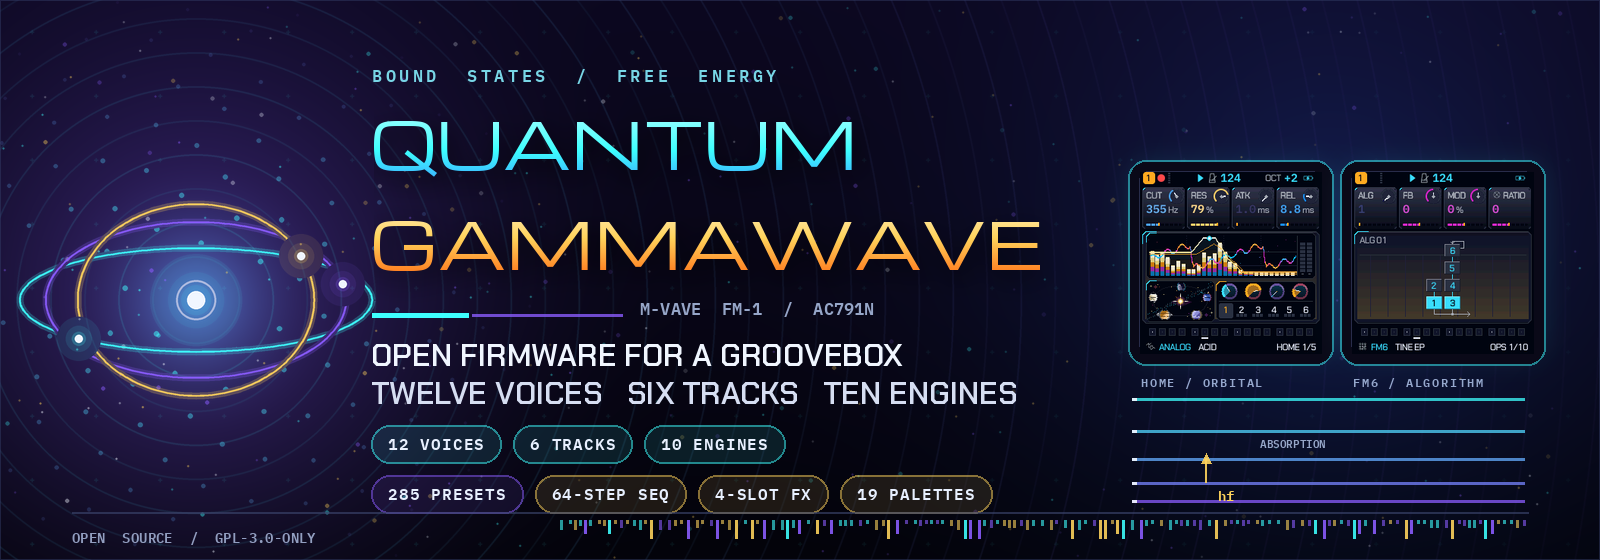 BOUND STATES / FREE ENERGY
QUANTUM
GAMMAWAVE
M-VAVE FM-1 / AC791N
OPEN FIRMWARE FOR A GROOVEBOX
TWELVE VOICES SIX TRACKS TEN ENGINES
12 VOICES 6 TRACKS 10 ENGINES
285 PRESETS 64-STEP SEQ 4-SLOT FX 19 PALETTES
OPEN SOURCE / GPL-3.0-ONLY
1 124 OCT +2
CUT RES ATK REL
355 Hz 79 % 1.0 ms 8.8 ms
1 2 3 4 5 6
ANALOG ACID HOME 1/5
HOME / ORBITAL
1 124
ALG FB MOD RATIO
1 0 0 % 0
ALGO1
6
5
2 4
1 3
FM6 TINE EP OPS 1/10
FM6 / ALGORITHM
ABSORPTION
hf